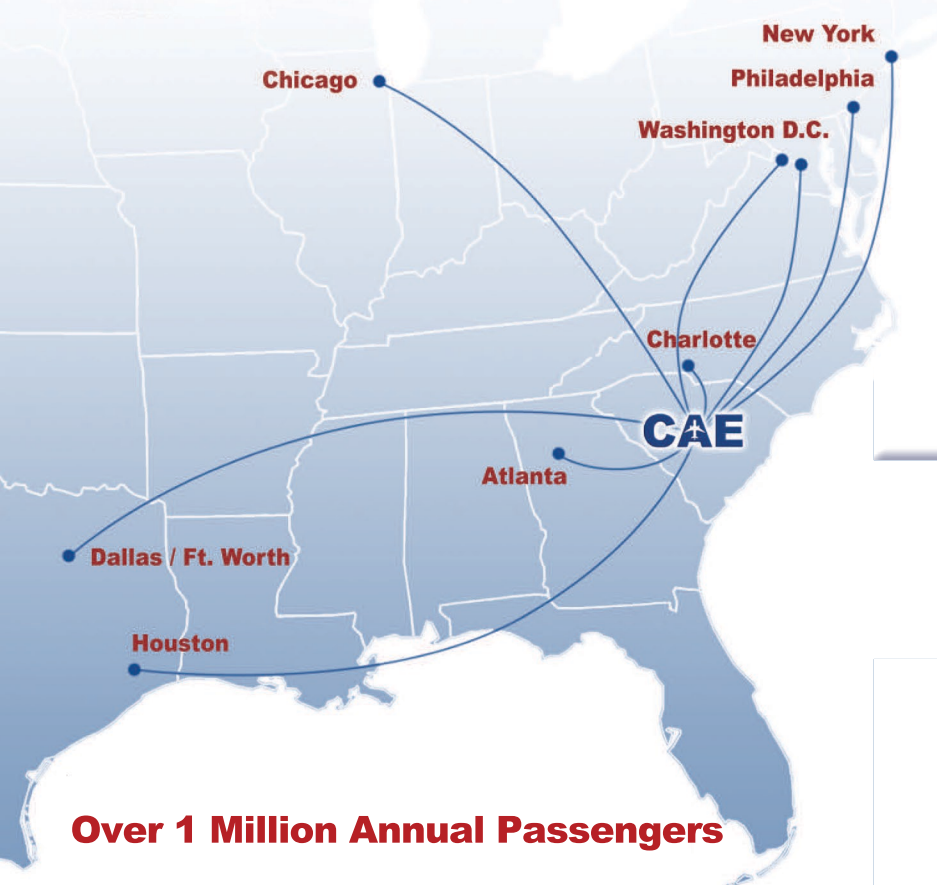 New York
Philadelphia
Chicago
Washington D.C.
Charlotte
CAE
Atlanta
Dallas / Ft. Worth
Houston
Over 1 Million Annual Passengers